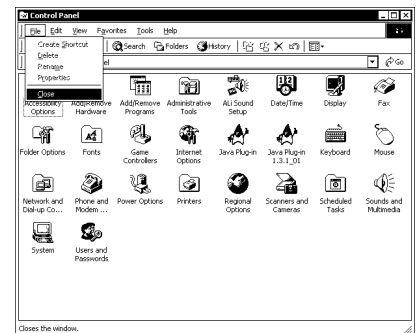 Control Panel
File Edit View Favorites Tools Help
Search Folders History
Create Shortcut
Delete
Rename
Properties
Close
el
Go
Accessibility Options
Add/Remove Hardware
Add/Remove Programs
Administrative Tools
ALi Sound Setup
Date/Time
Display
Fax
Folder Options
Fonts
Game Controllers
Internet Options
Java Plug-in
Java Plug-in 1.3.1_01
Keyboard
Mouse
Network and Dial-up Co...
Phone and Modem ...
Power Options
Printers
Regional Options
Scanners and Cameras
Scheduled Tasks
Sounds and Multimedia
System
Users and Passwords
Closes the window.